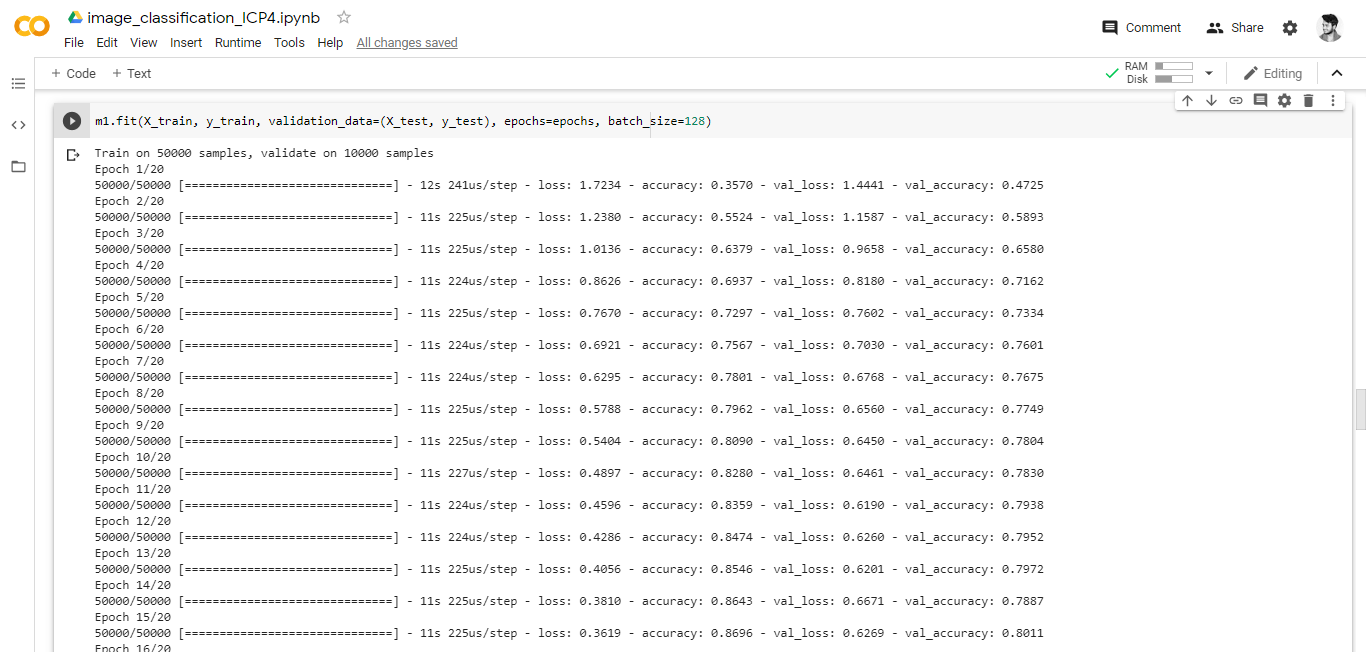 image_classification_ICP4.ipynb
Comment Share
File Edit View Insert Runtime Tools Help All changes saved
+ Code + Text
RAM
Disk
Editing
m1.fit(X_train, y_train, validation_data=(X_test, y_test), epochs=epochs, batch_size=128)
Train on 50000 samples, validate on 10000 samples
Epoch 1/20
50000/50000 [==============================] - 12s 241us/step - loss: 1.7234 - accuracy: 0.3570 - val_loss: 1.4441 - val_accuracy: 0.4725
Epoch 2/20
50000/50000 [==============================] - 11s 225us/step - loss: 1.2380 - accuracy: 0.5524 - val_loss: 1.1587 - val_accuracy: 0.5893
Epoch 3/20
50000/50000 [==============================] - 11s 225us/step - loss: 1.0136 - accuracy: 0.6379 - val_loss: 0.9658 - val_accuracy: 0.6580
Epoch 4/20
50000/50000 [==============================] - 11s 224us/step - loss: 0.8626 - accuracy: 0.6937 - val_loss: 0.8180 - val_accuracy: 0.7162
Epoch 5/20
50000/50000 [==============================] - 11s 225us/step - loss: 0.7670 - accuracy: 0.7297 - val_loss: 0.7602 - val_accuracy: 0.7334
Epoch 6/20
50000/50000 [==============================] - 11s 224us/step - loss: 0.6921 - accuracy: 0.7567 - val_loss: 0.7030 - val_accuracy: 0.7601
Epoch 7/20
50000/50000 [==============================] - 11s 224us/step - loss: 0.6295 - accuracy: 0.7801 - val_loss: 0.6768 - val_accuracy: 0.7675
Epoch 8/20
50000/50000 [==============================] - 11s 225us/step - loss: 0.5788 - accuracy: 0.7962 - val_loss: 0.6560 - val_accuracy: 0.7749
Epoch 9/20
50000/50000 [==============================] - 11s 225us/step - loss: 0.5404 - accuracy: 0.8090 - val_loss: 0.6450 - val_accuracy: 0.7804
Epoch 10/20
50000/50000 [==============================] - 11s 227us/step - loss: 0.4897 - accuracy: 0.8280 - val_loss: 0.6461 - val_accuracy: 0.7830
Epoch 11/20
50000/50000 [==============================] - 11s 224us/step - loss: 0.4596 - accuracy: 0.8359 - val_loss: 0.6190 - val_accuracy: 0.7938
Epoch 12/20
50000/50000 [==============================] - 11s 224us/step - loss: 0.4286 - accuracy: 0.8474 - val_loss: 0.6260 - val_accuracy: 0.7952
Epoch 13/20
50000/50000 [==============================] - 11s 225us/step - loss: 0.4056 - accuracy: 0.8546 - val_loss: 0.6201 - val_accuracy: 0.7972
Epoch 14/20
50000/50000 [==============================] - 11s 225us/step - loss: 0.3810 - accuracy: 0.8643 - val_loss: 0.6671 - val_accuracy: 0.7887
Epoch 15/20
50000/50000 [==============================] - 11s 225us/step - loss: 0.3619 - accuracy: 0.8696 - val_loss: 0.6269 - val_accuracy: 0.8011
Epoch 16/20